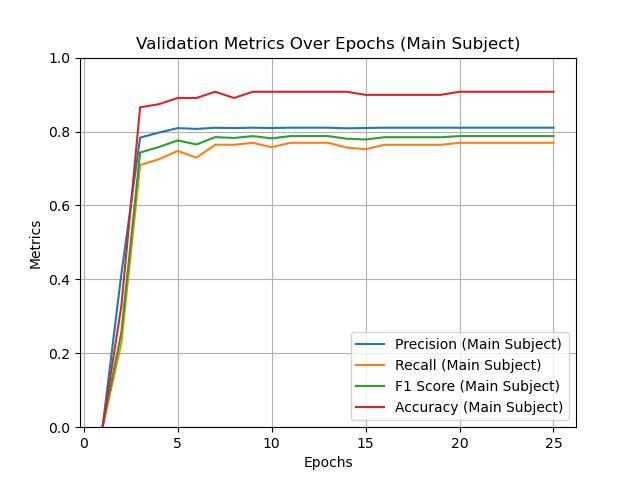 Validation Metrics Over Epochs (Main Subject)
1.0
0.8
0.6
0.4
0.2
0.0
Metrics
Precision (Main Subject)
Recall (Main Subject)
F1 Score (Main Subject)
Accuracy (Main Subject)
0 5 10 15 20 25
Epochs